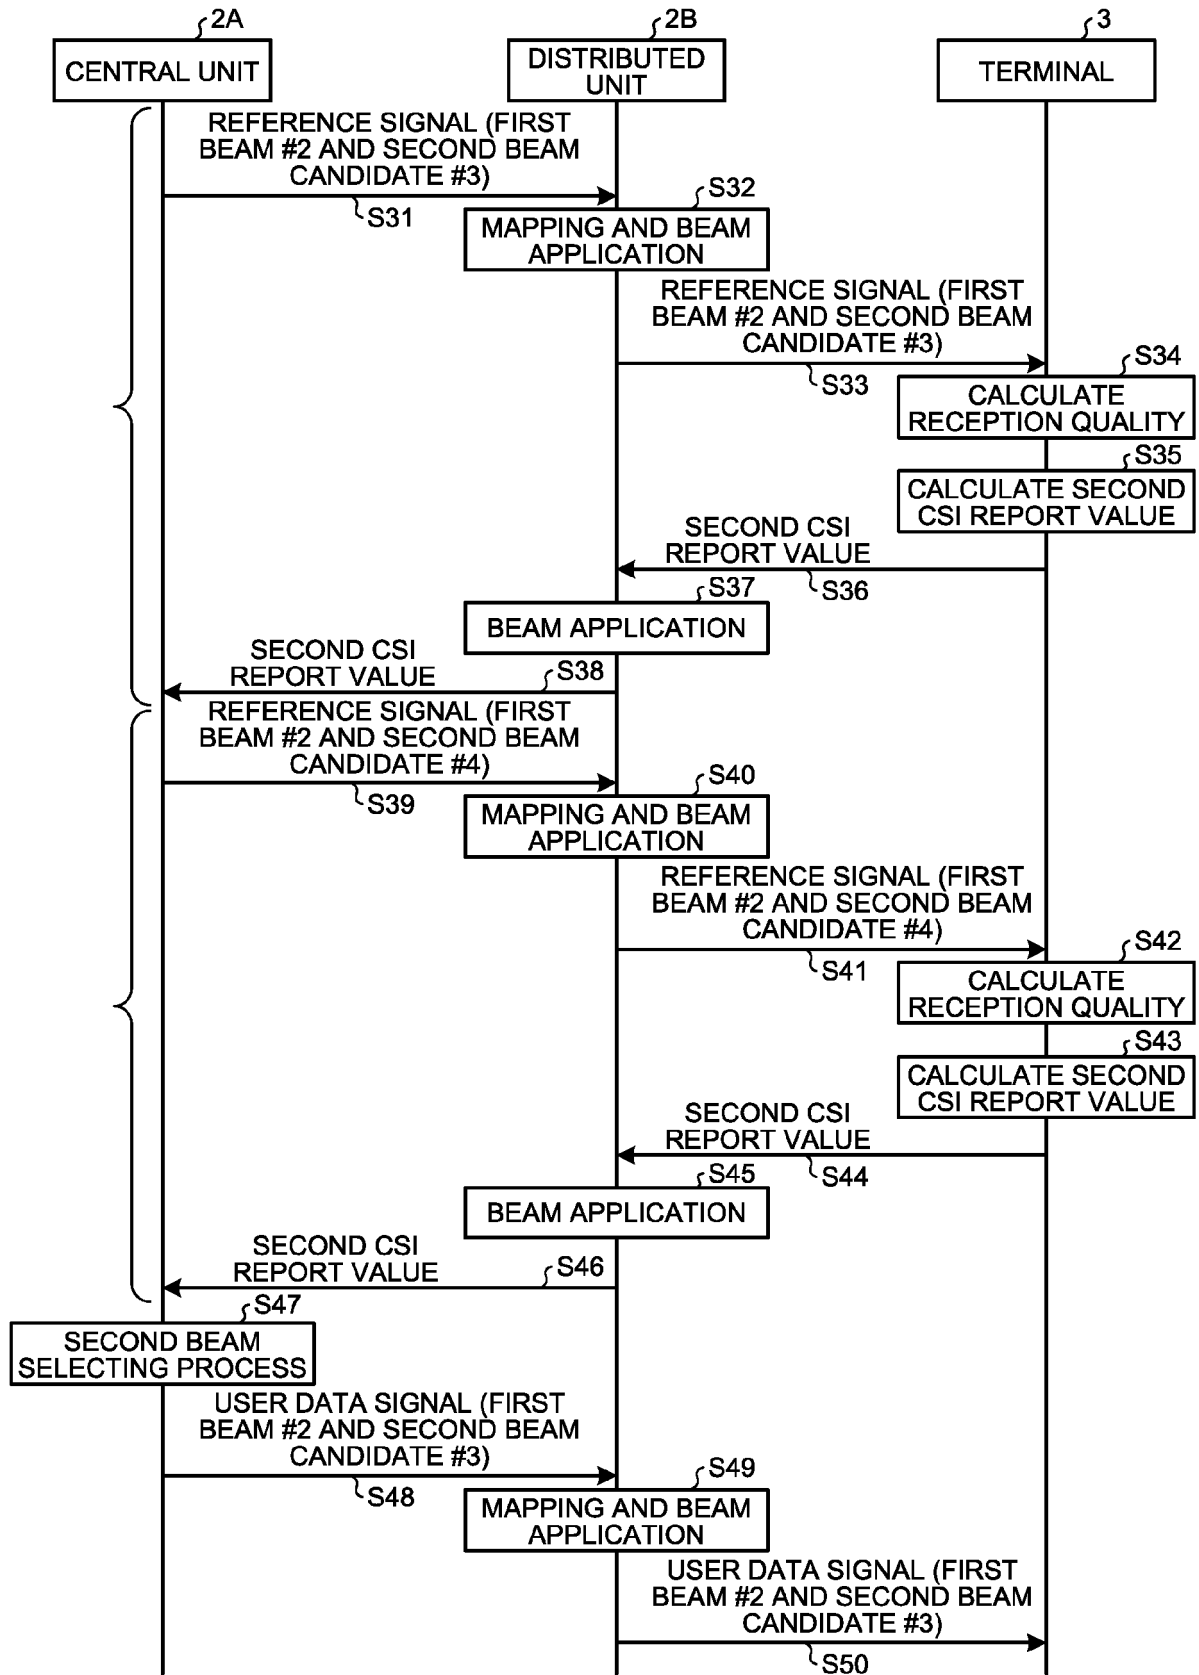 2A
2B
3
CENTRAL UNIT
DISTRIBUTED
UNIT
TERMINAL
REFERENCE SIGNAL (FIRST
BEAM #2 AND SECOND BEAM
CANDIDATE #3)
S31
S32
MAPPING AND BEAM
APPLICATION
REFERENCE SIGNAL (FIRST
BEAM #2 AND SECOND BEAM
CANDIDATE #3)
S33
S34
CALCULATE
RECEPTION QUALITY
S35
CALCULATE SECOND
CSI REPORT VALUE
SECOND CSI
REPORT VALUE
S36
S37
BEAM APPLICATION
SECOND CSI
REPORT VALUE
S38
REFERENCE SIGNAL (FIRST
BEAM #2 AND SECOND BEAM
CANDIDATE #4)
S39
S40
MAPPING AND BEAM
APPLICATION
REFERENCE SIGNAL (FIRST
BEAM #2 AND SECOND BEAM
CANDIDATE #4)
S41
S42
CALCULATE
RECEPTION QUALITY
S43
CALCULATE SECOND
CSI REPORT VALUE
SECOND CSI
REPORT VALUE
S44
S45
BEAM APPLICATION
SECOND CSI
REPORT VALUE
S46
S47
SECOND BEAM
SELECTING PROCESS
USER DATA SIGNAL (FIRST
BEAM #2 AND SECOND BEAM
CANDIDATE #3)
S48
S49
MAPPING AND BEAM
APPLICATION
USER DATA SIGNAL (FIRST
BEAM #2 AND SECOND BEAM
CANDIDATE #3)
S50